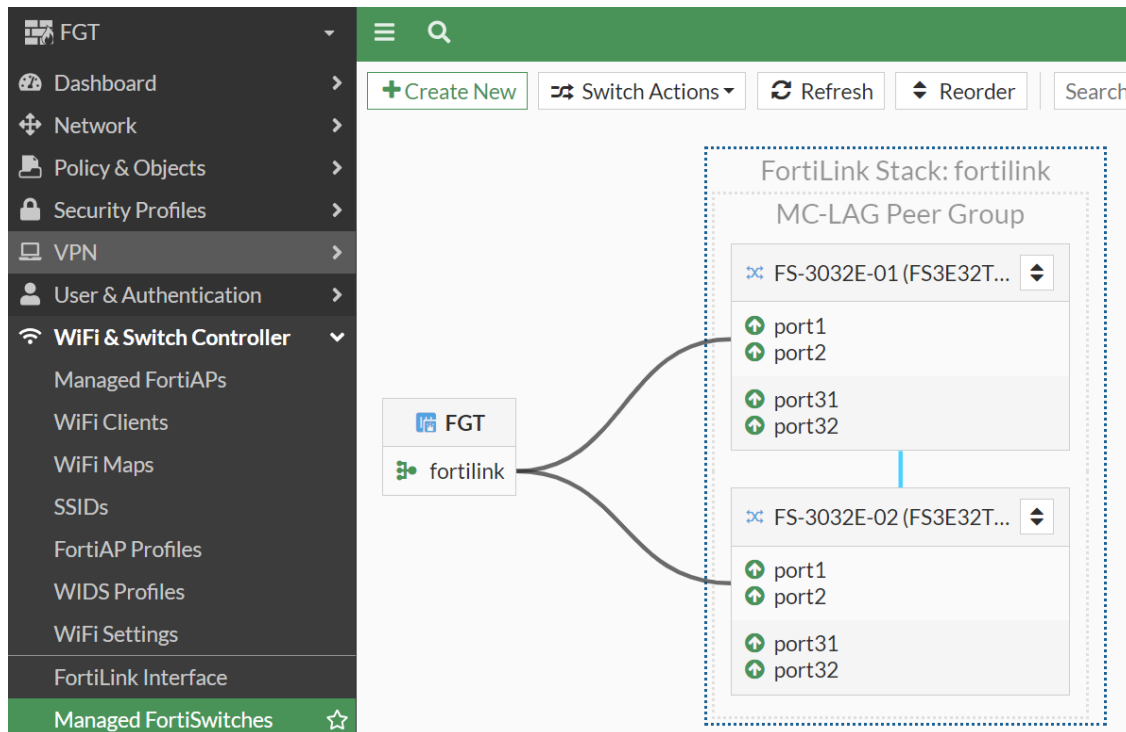 FGT
Dashboard
Network
Policy & Objects
Security Profiles
VPN
User & Authentication
WiFi & Switch Controller
Managed FortiAPs
WiFi Clients
WiFi Maps
SSIDs
FortiAP Profiles
WIDS Profiles
WiFi Settings
FortiLink Interface
Managed FortiSwitches
Create New
Switch Actions
Refresh
Reorder
Search
FortiLink Stack: fortilink
MC-LAG Peer Group
FGT
fortilink
FS-3032E-01 (FS3E32T...
port1
port2
port31
port32
FS-3032E-02 (FS3E32T...
port1
port2
port31
port32